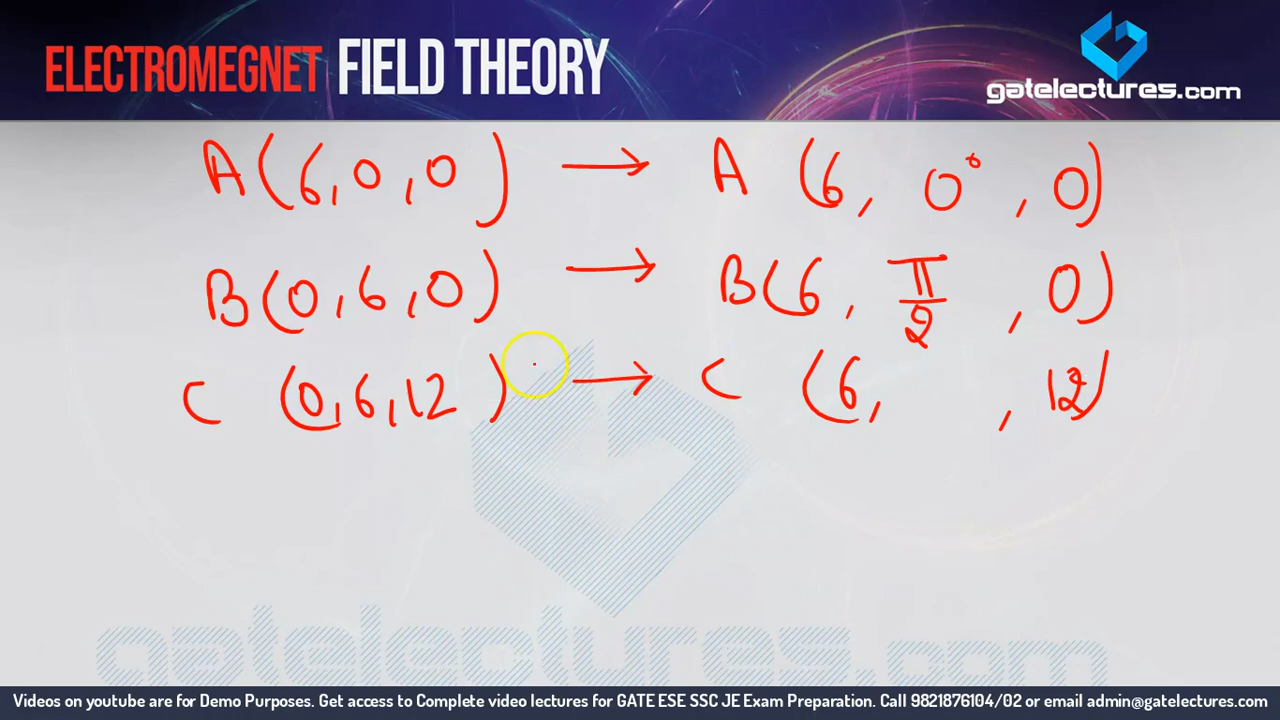 ELECTROMEGNET FIELD THEORY
gatelectures.com
A(6,0,0) → A (6, 0°, 0)
B(0,6,0) → B(6, π/2, 0)
C (0,6,12) → C (6, , 12)
gatelectures.com
Videos on youtube are for Demo Purposes. Get access to Complete video lectures for GATE ESE SSC JE Exam Preparation. Call 9821876104/02 or email admin@gatelectures.com